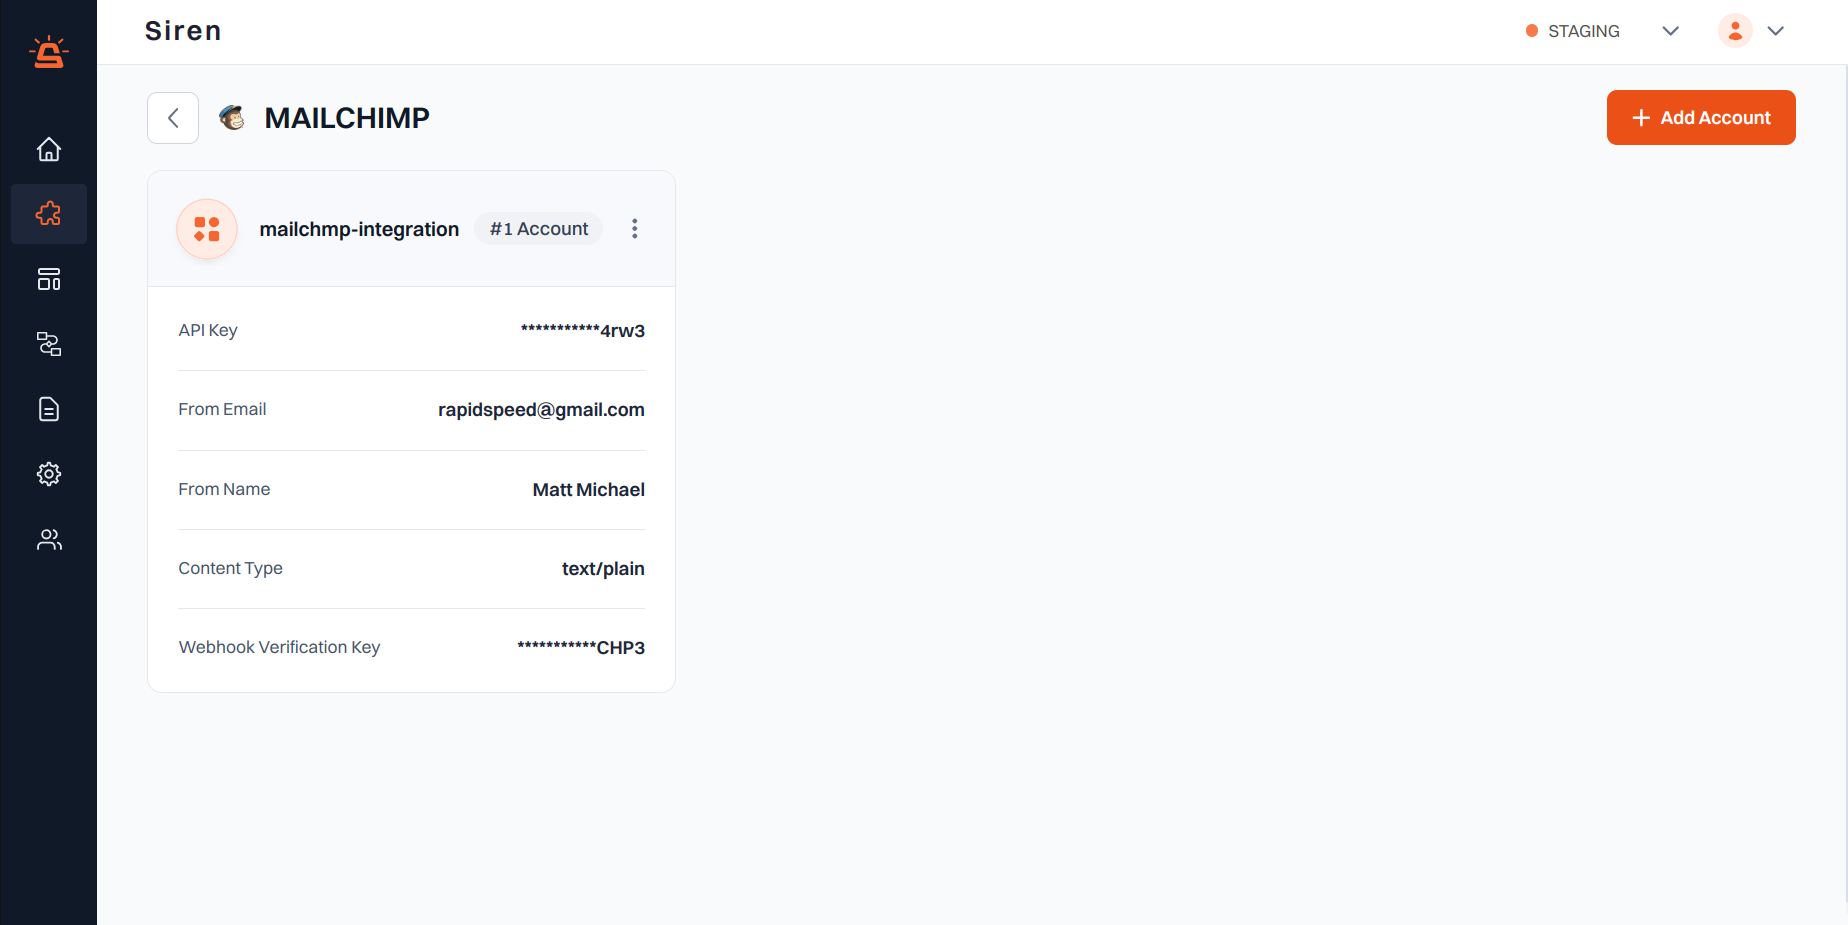 Siren
STAGING
MAILCHIMP
Add Account
mailchmp-integration #1 Account
API Key ***********4rw3
From Email rapidspeed@gmail.com
From Name Matt Michael
Content Type text/plain
Webhook Verification Key ***********CHP3